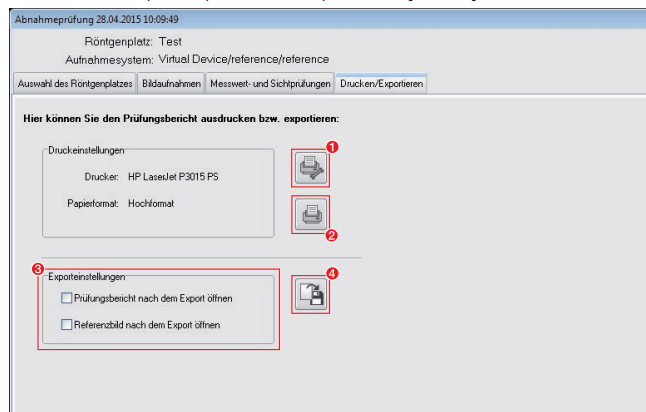 Abnahmeprüfung 28.04.2015 10:09:49
Röntgenplatz: Test
Aufnahmesystem: Virtual Device/reference/reference
Auswahl des Röntgenplatzes Bildaufnahmen Messwert- und Sichtprüfungen Drucken/Exportieren
Hier können Sie den Prüfungsbericht ausdrucken bzw. exportieren:
Druckeinstellungen
1
Drucker: HP LaserJet P3015 PS
Papierformat: Hochformat
2
3
Exporteinstellungen
4
Prüfungsbericht nach dem Export öffnen
Referenzbild nach dem Export öffnen